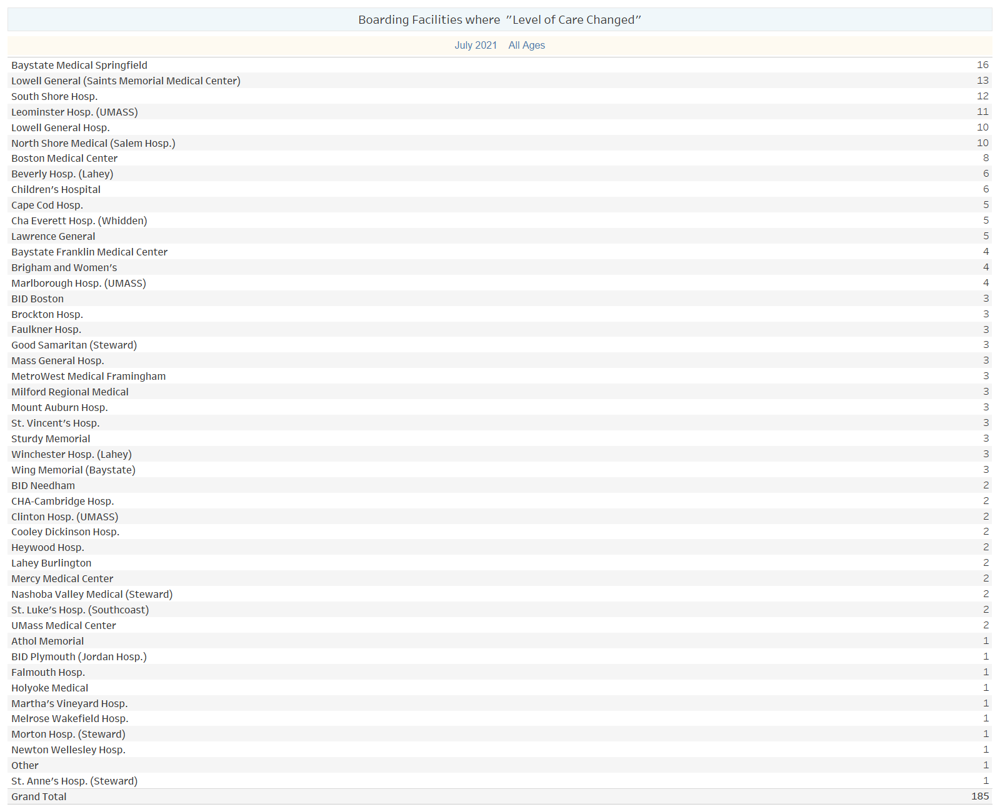 Boarding Facilities where "Level of Care Changed"
July 2021 All Ages
Baystate Medical Springfield 16
Lowell General (Saints Memorial Medical Center) 13
South Shore Hosp. 12
Leominster Hosp. (UMASS) 11
Lowell General Hosp. 10
North Shore Medical (Salem Hosp.) 10
Boston Medical Center 8
Beverly Hosp. (Lahey) 6
Children's Hospital 6
Cape Cod Hosp. 5
Cha Everett Hosp. (Whidden) 5
Lawrence General 5
Baystate Franklin Medical Center 4
Brigham and Women's 4
Marlborough Hosp. (UMASS) 4
BID Boston 3
Brockton Hosp. 3
Faulkner Hosp. 3
Good Samaritan (Steward) 3
Mass General Hosp. 3
MetroWest Medical Framingham 3
Milford Regional Medical 3
Mount Auburn Hosp. 3
St. Vincent's Hosp. 3
Sturdy Memorial 3
Winchester Hosp. (Lahey) 3
Wing Memorial (Baystate) 3
BID Needham 2
CHA-Cambridge Hosp. 2
Clinton Hosp. (UMASS) 2
Cooley Dickinson Hosp. 2
Heywood Hosp. 2
Lahey Burlington 2
Mercy Medical Center 2
Nashoba Valley Medical (Steward) 2
St. Luke's Hosp. (Southcoast) 2
UMass Medical Center 2
Athol Memorial 1
BID Plymouth (Jordan Hosp.) 1
Falmouth Hosp. 1
Holyoke Medical 1
Martha's Vineyard Hosp. 1
Melrose Wakefield Hosp. 1
Morton Hosp. (Steward) 1
Newton Wellesley Hosp. 1
Other 1
St. Anne's Hosp. (Steward) 1
Grand Total 185